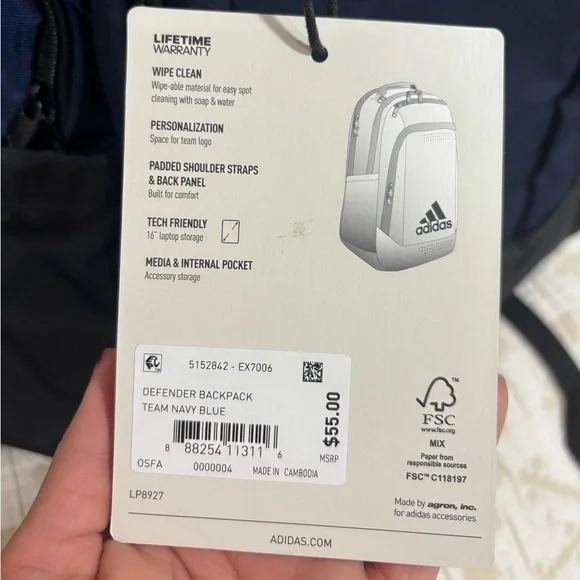 LIFETIME
WARRANTY
WIPE CLEAN
Wipe-able material for easy spot
cleaning with soap & water
PERSONALIZATION
Space for team logo
PADDED SHOULDER STRAPS
& BACK PANEL
Built for comfort
TECH FRIENDLY
16" laptop storage
MEDIA & INTERNAL POCKET
Accessory storage
adidas
5152842 - EX7006
DEFENDER BACKPACK
TEAM NAVY BLUE
8 88254 11311 6
OSFA 0000004 MADE IN CAMBODIA
$55.00
MSRP
LP8927
FSC™
www.fsc.org
MIX
Paper from
responsible sources
FSC™ C118197
Made by agron, inc.
for adidas accessories
ADIDAS.COM